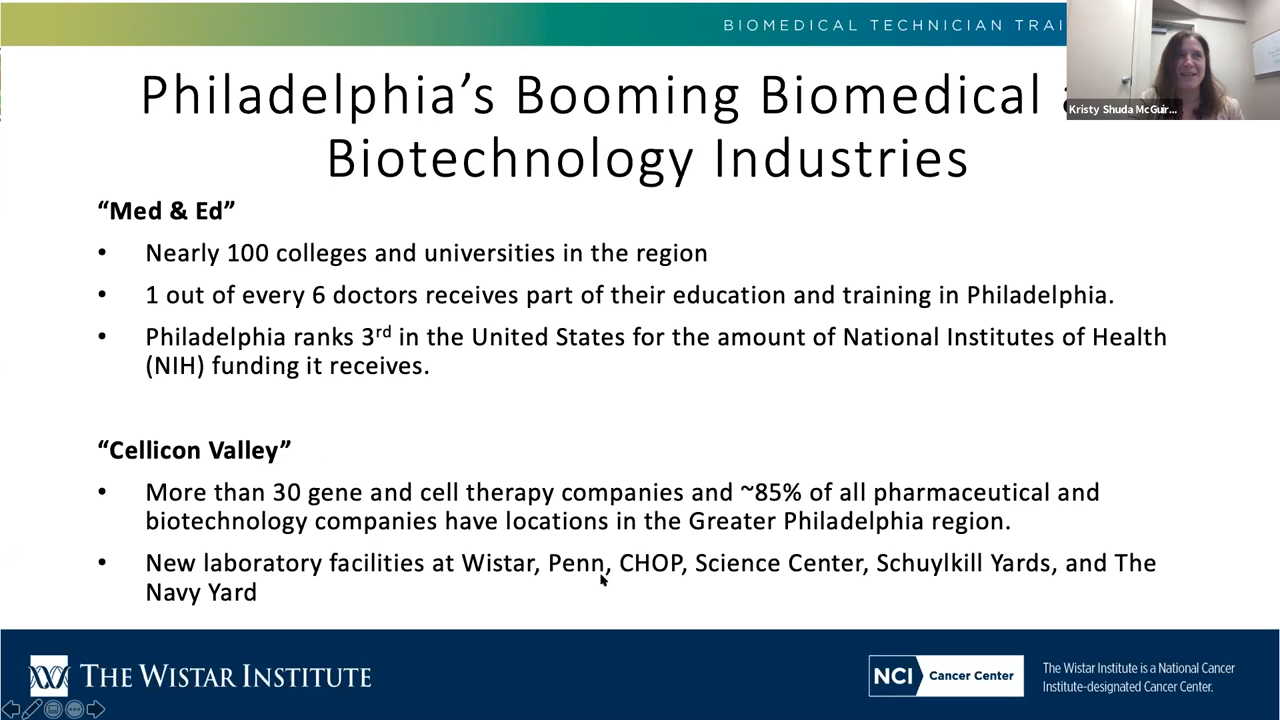 BIOMEDICAL TECHNICIAN TRAI
Philadelphia's Booming Biomedical
Biotechnology Industries
Kristy Shuda McGuir...
“Med & Ed”
• Nearly 100 colleges and universities in the region
• 1 out of every 6 doctors receives part of their education and training in Philadelphia.
• Philadelphia ranks 3rd in the United States for the amount of National Institutes of Health
(NIH) funding it receives.
“Cellicon Valley”
• More than 30 gene and cell therapy companies and ~85% of all pharmaceutical and
biotechnology companies have locations in the Greater Philadelphia region.
• New laboratory facilities at Wistar, Penn, CHOP, Science Center, Schuylkill Yards, and The
Navy Yard
THE WISTAR INSTITUTE
NCI Cancer Center
The Wistar Institute is a National Cancer
Institute-designated Cancer Center.